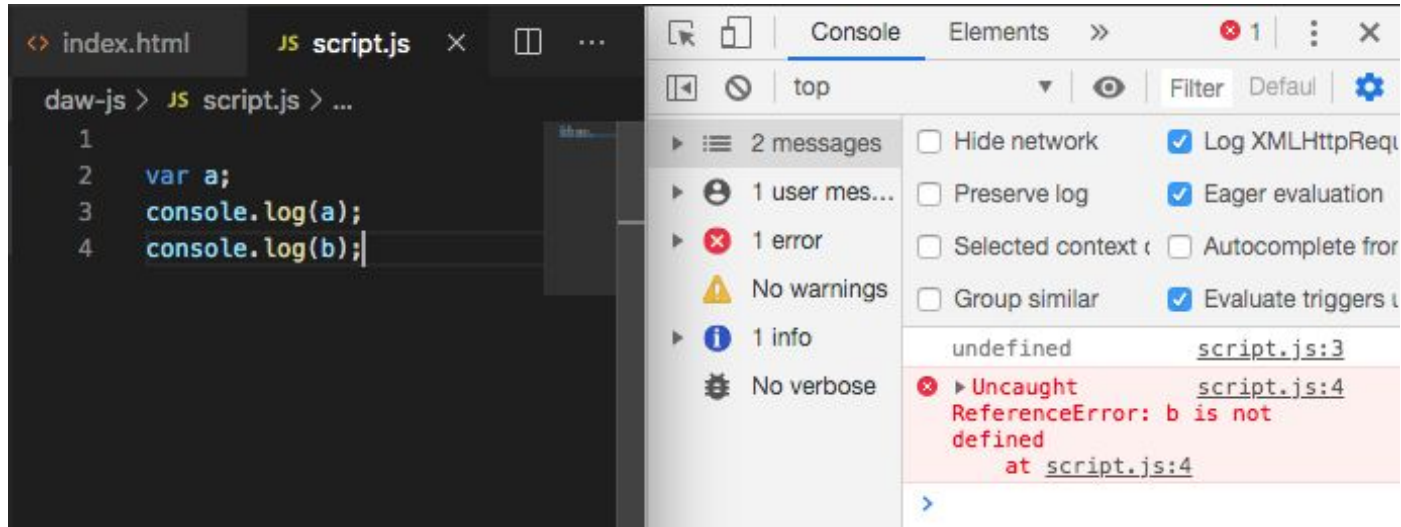 index.html
JS script.js
daw-js > JS script.js > ...
1
2 var a;
3 console.log(a);
4 console.log(b);
Console Elements » 1
top Filter Defaul
2 messages
1 user mes...
1 error
No warnings
1 info
No verbose
Hide network Log XMLHttpRequ
Preserve log Eager evaluation
Selected context Autocomplete fror
Group similar Evaluate triggers u
undefined script.js:3
Uncaught script.js:4
ReferenceError: b is not
defined
at script.js:4
>